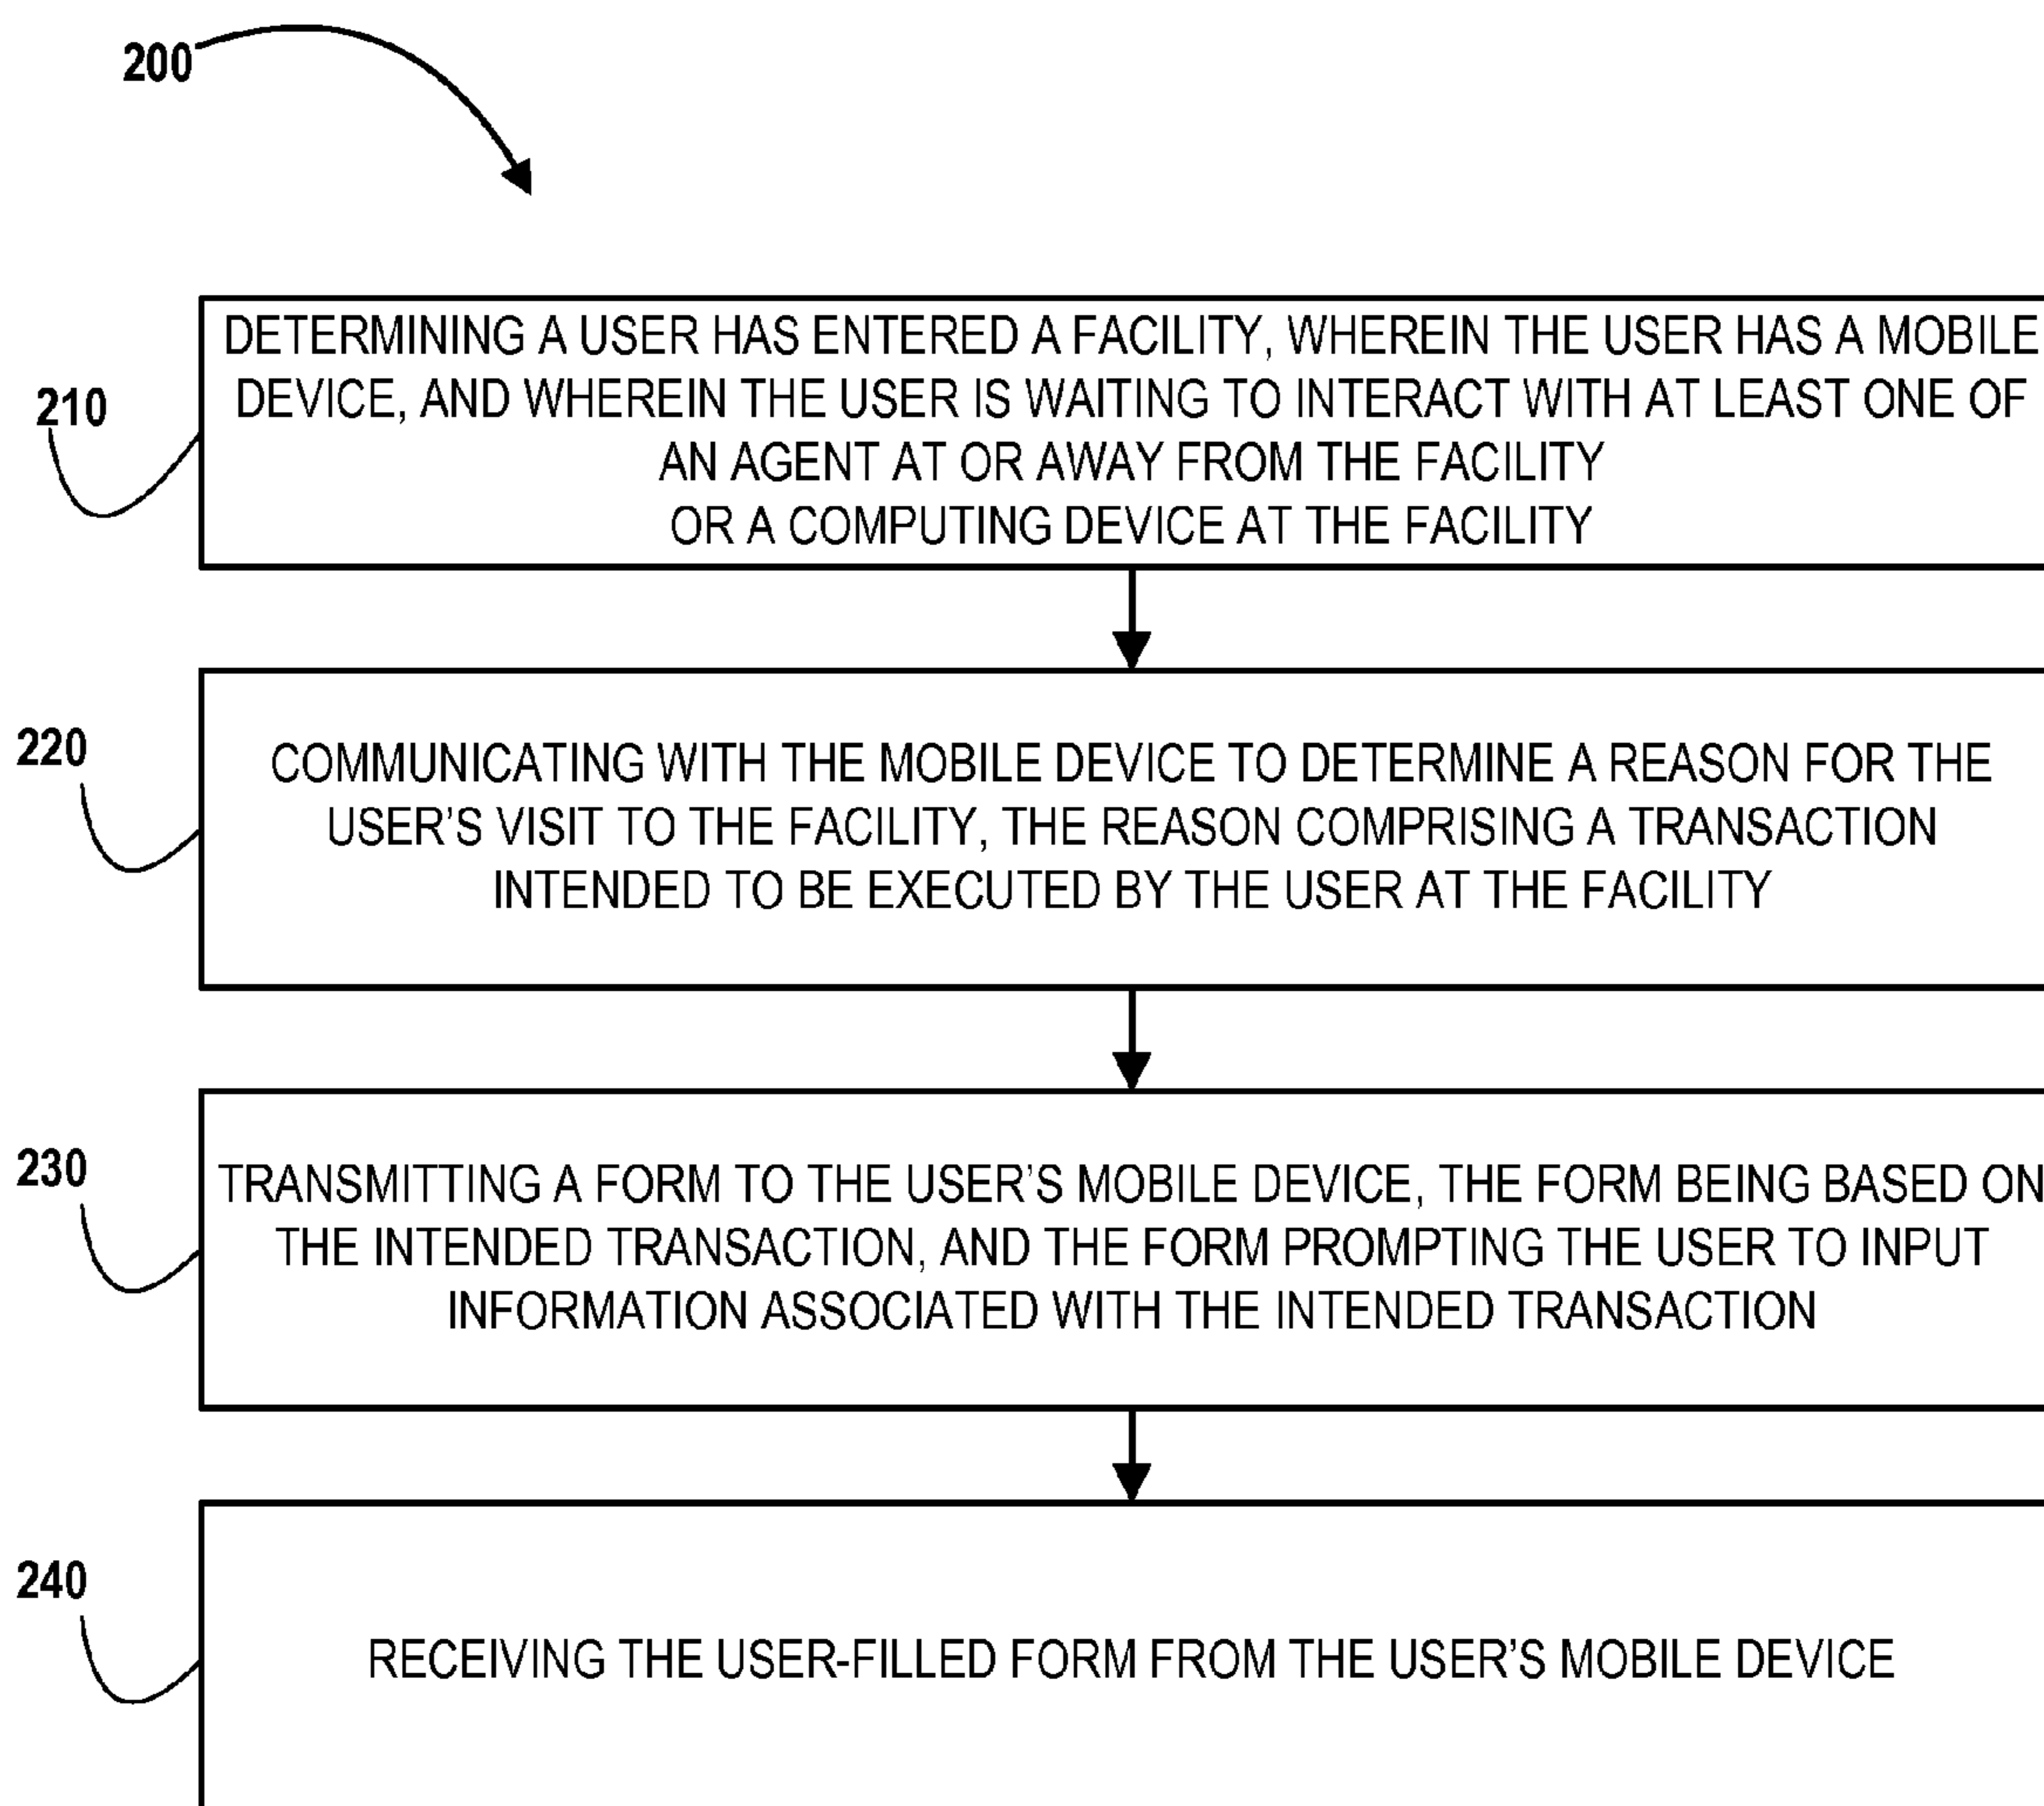 200
210
DETERMINING A USER HAS ENTERED A FACILITY, WHEREIN THE USER HAS A MOBILE
DEVICE, AND WHEREIN THE USER IS WAITING TO INTERACT WITH AT LEAST ONE OF
AN AGENT AT OR AWAY FROM THE FACILITY
OR A COMPUTING DEVICE AT THE FACILITY
220
COMMUNICATING WITH THE MOBILE DEVICE TO DETERMINE A REASON FOR THE
USER’S VISIT TO THE FACILITY, THE REASON COMPRISING A TRANSACTION
INTENDED TO BE EXECUTED BY THE USER AT THE FACILITY
230
TRANSMITTING A FORM TO THE USER’S MOBILE DEVICE, THE FORM BEING BASED ON
THE INTENDED TRANSACTION, AND THE FORM PROMPTING THE USER TO INPUT
INFORMATION ASSOCIATED WITH THE INTENDED TRANSACTION
240
RECEIVING THE USER-FILLED FORM FROM THE USER’S MOBILE DEVICE